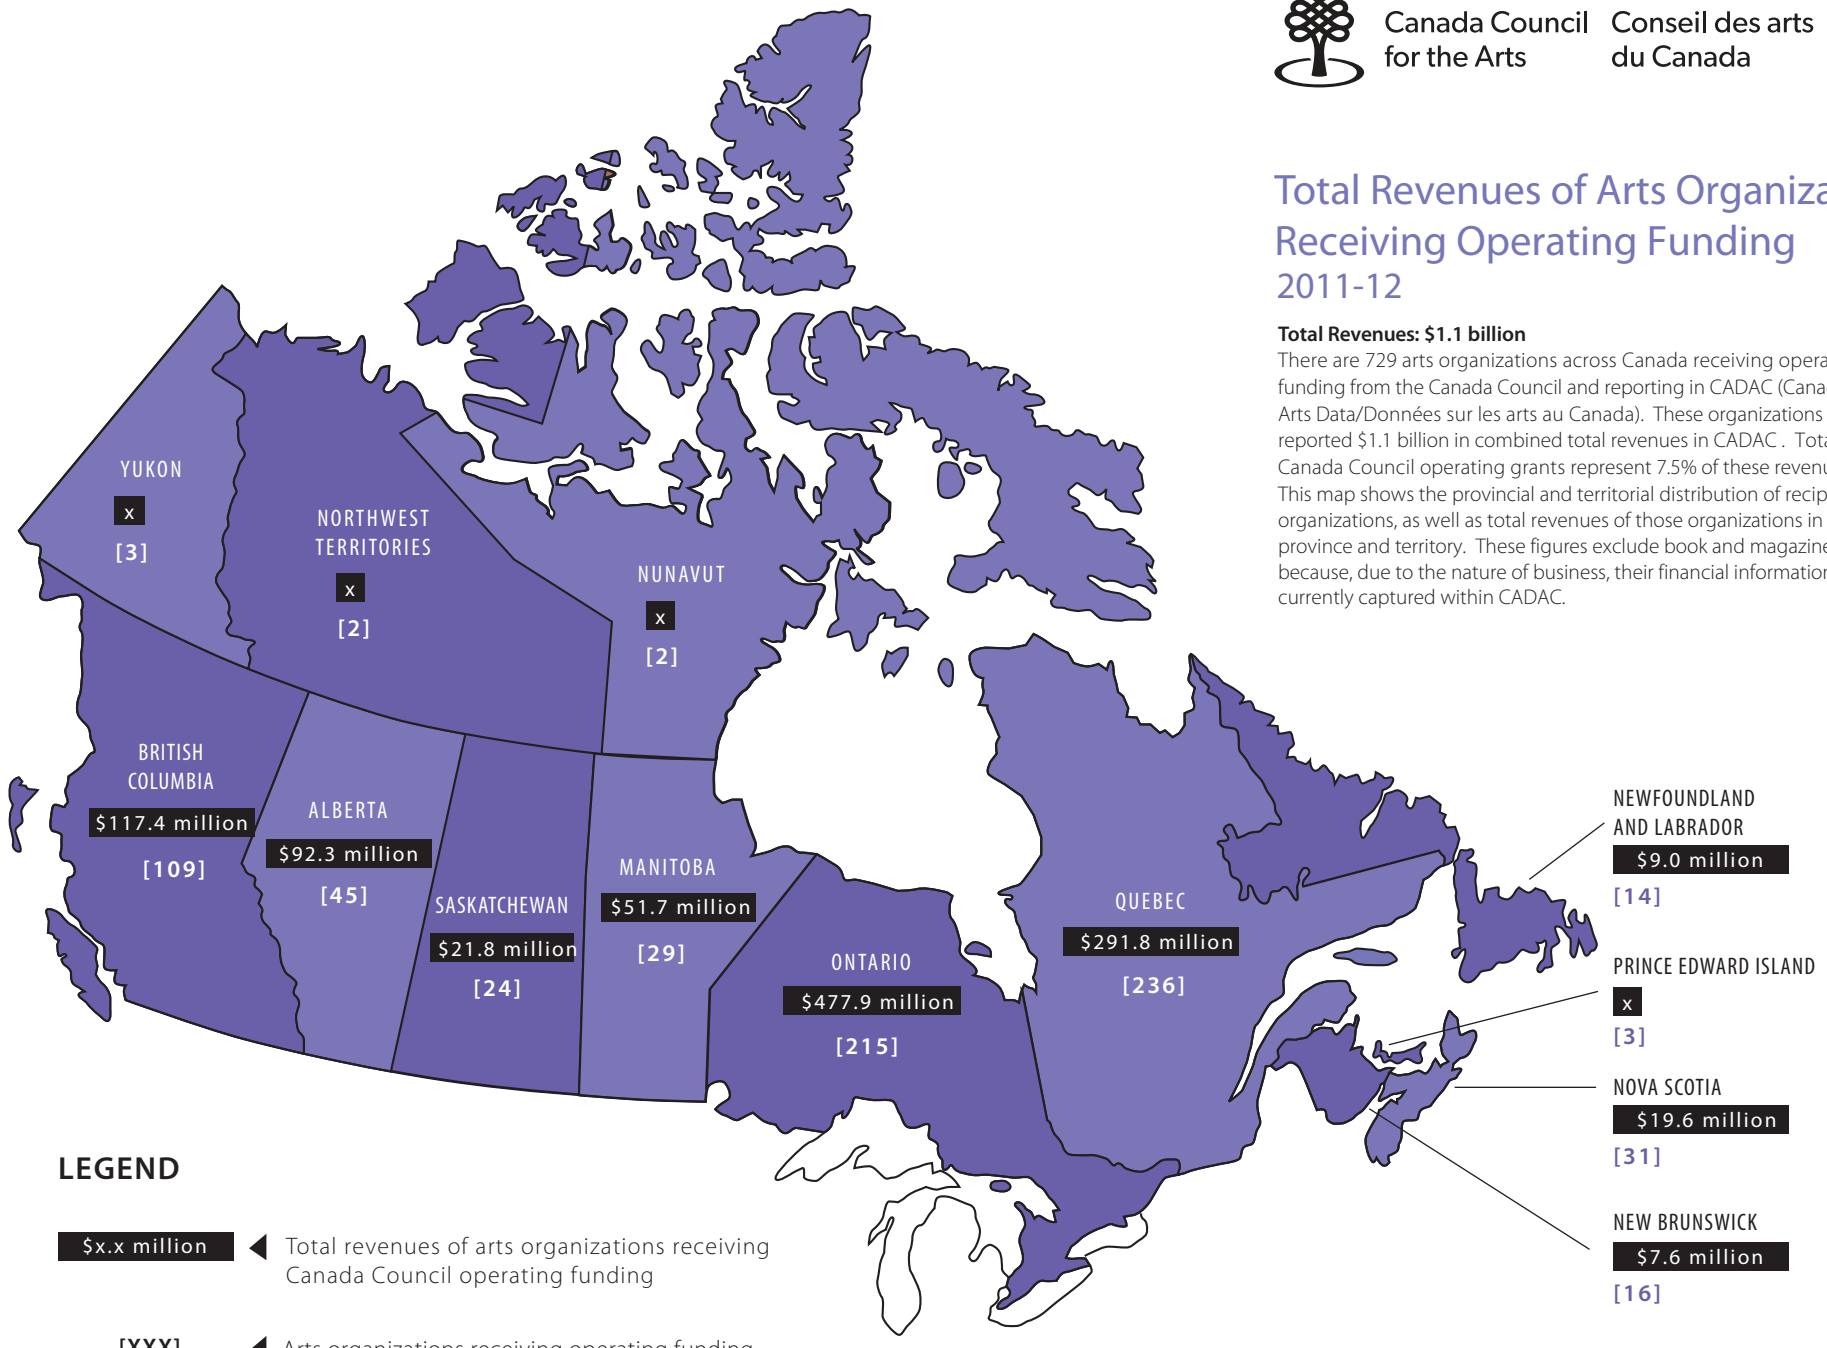 Canada Council
for the Arts
Conseil des arts
du Canada
Total Revenues of Arts
Receiving Operating Funding
2011-12
Total Revenues: $1.1 billion
There are 729 arts organizations across Canada receiving
funding from the Canada Council and reporting in CADAC
Arts Data/Données sur les arts au Canada). These organizations
reported $1.1 billion in combined total revenues in CADAC .
Canada Council operating grants represent 7.5% of these
This map shows the provincial and territorial distribution of
organizations, as well as total revenues of those organizations in
province and territory. These figures exclude book and magazine
because, due to the nature of business, their financial information
currently captured within CADAC.
YUKON
x
[3]
NORTHWEST
TERRITORIES
x
[2]
NUNAVUT
x
[2]
BRITISH
COLUMBIA
$117.4 million
[109]
ALBERTA
$92.3 million
[45]
SASKATCHEWAN
$21.8 million
[24]
MANITOBA
$51.7 million
[29]
ONTARIO
$477.9 million
[215]
QUEBEC
$291.8 million
[236]
NEWFOUNDLAND
AND LABRADOR
$9.0 million
[14]
PRINCE EDWARD ISLAND
x
[3]
NOVA SCOTIA
$19.6 million
[31]
NEW BRUNSWICK
$7.6 million
[16]
LEGEND
$x.x million
Total revenues of arts organizations receiving
Canada Council operating funding
[XXX]
Arts organizations receiving operating funding